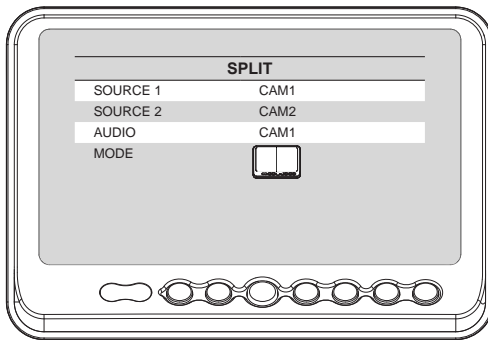 SPLIT
SOURCE 1 CAM1
SOURCE 2 CAM2
AUDIO CAM1
MODE